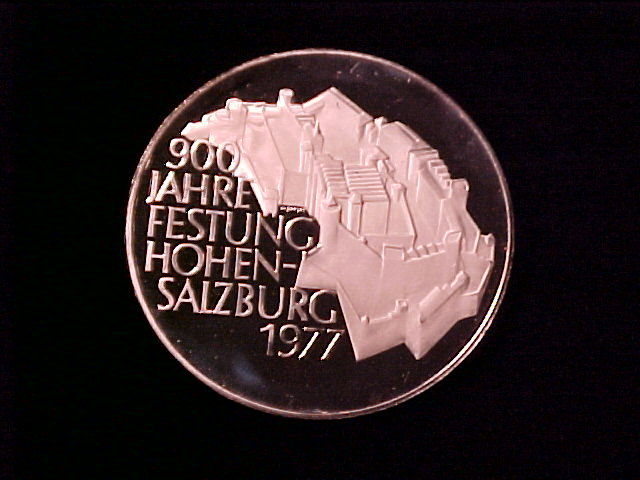 900
JAHRE
FESTUNG
HOHEN-
SALZBURG
1977